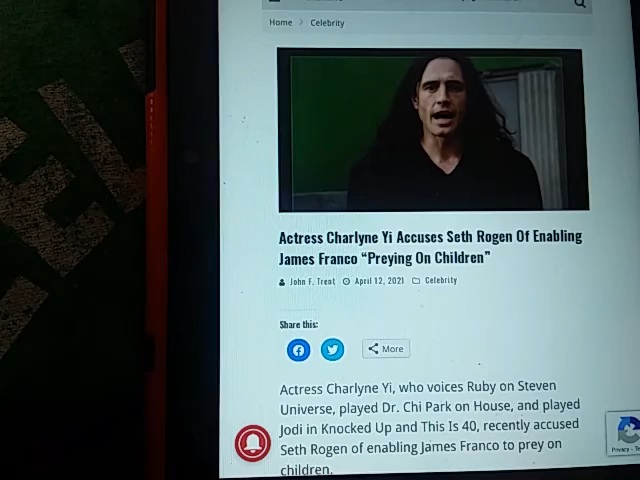 Home > Celebrity
Actress Charlyne Yi Accuses Seth Rogen Of Enabling
James Franco “Preying On Children”
John F. Trent April 12, 2021 Celebrity
Share this:
More
Actress Charlyne Yi, who voices Ruby on Steven
Universe, played Dr. Chi Park on House, and played
Jodi in Knocked Up and This Is 40, recently accused
Seth Rogen of enabling James Franco to prey on
children.